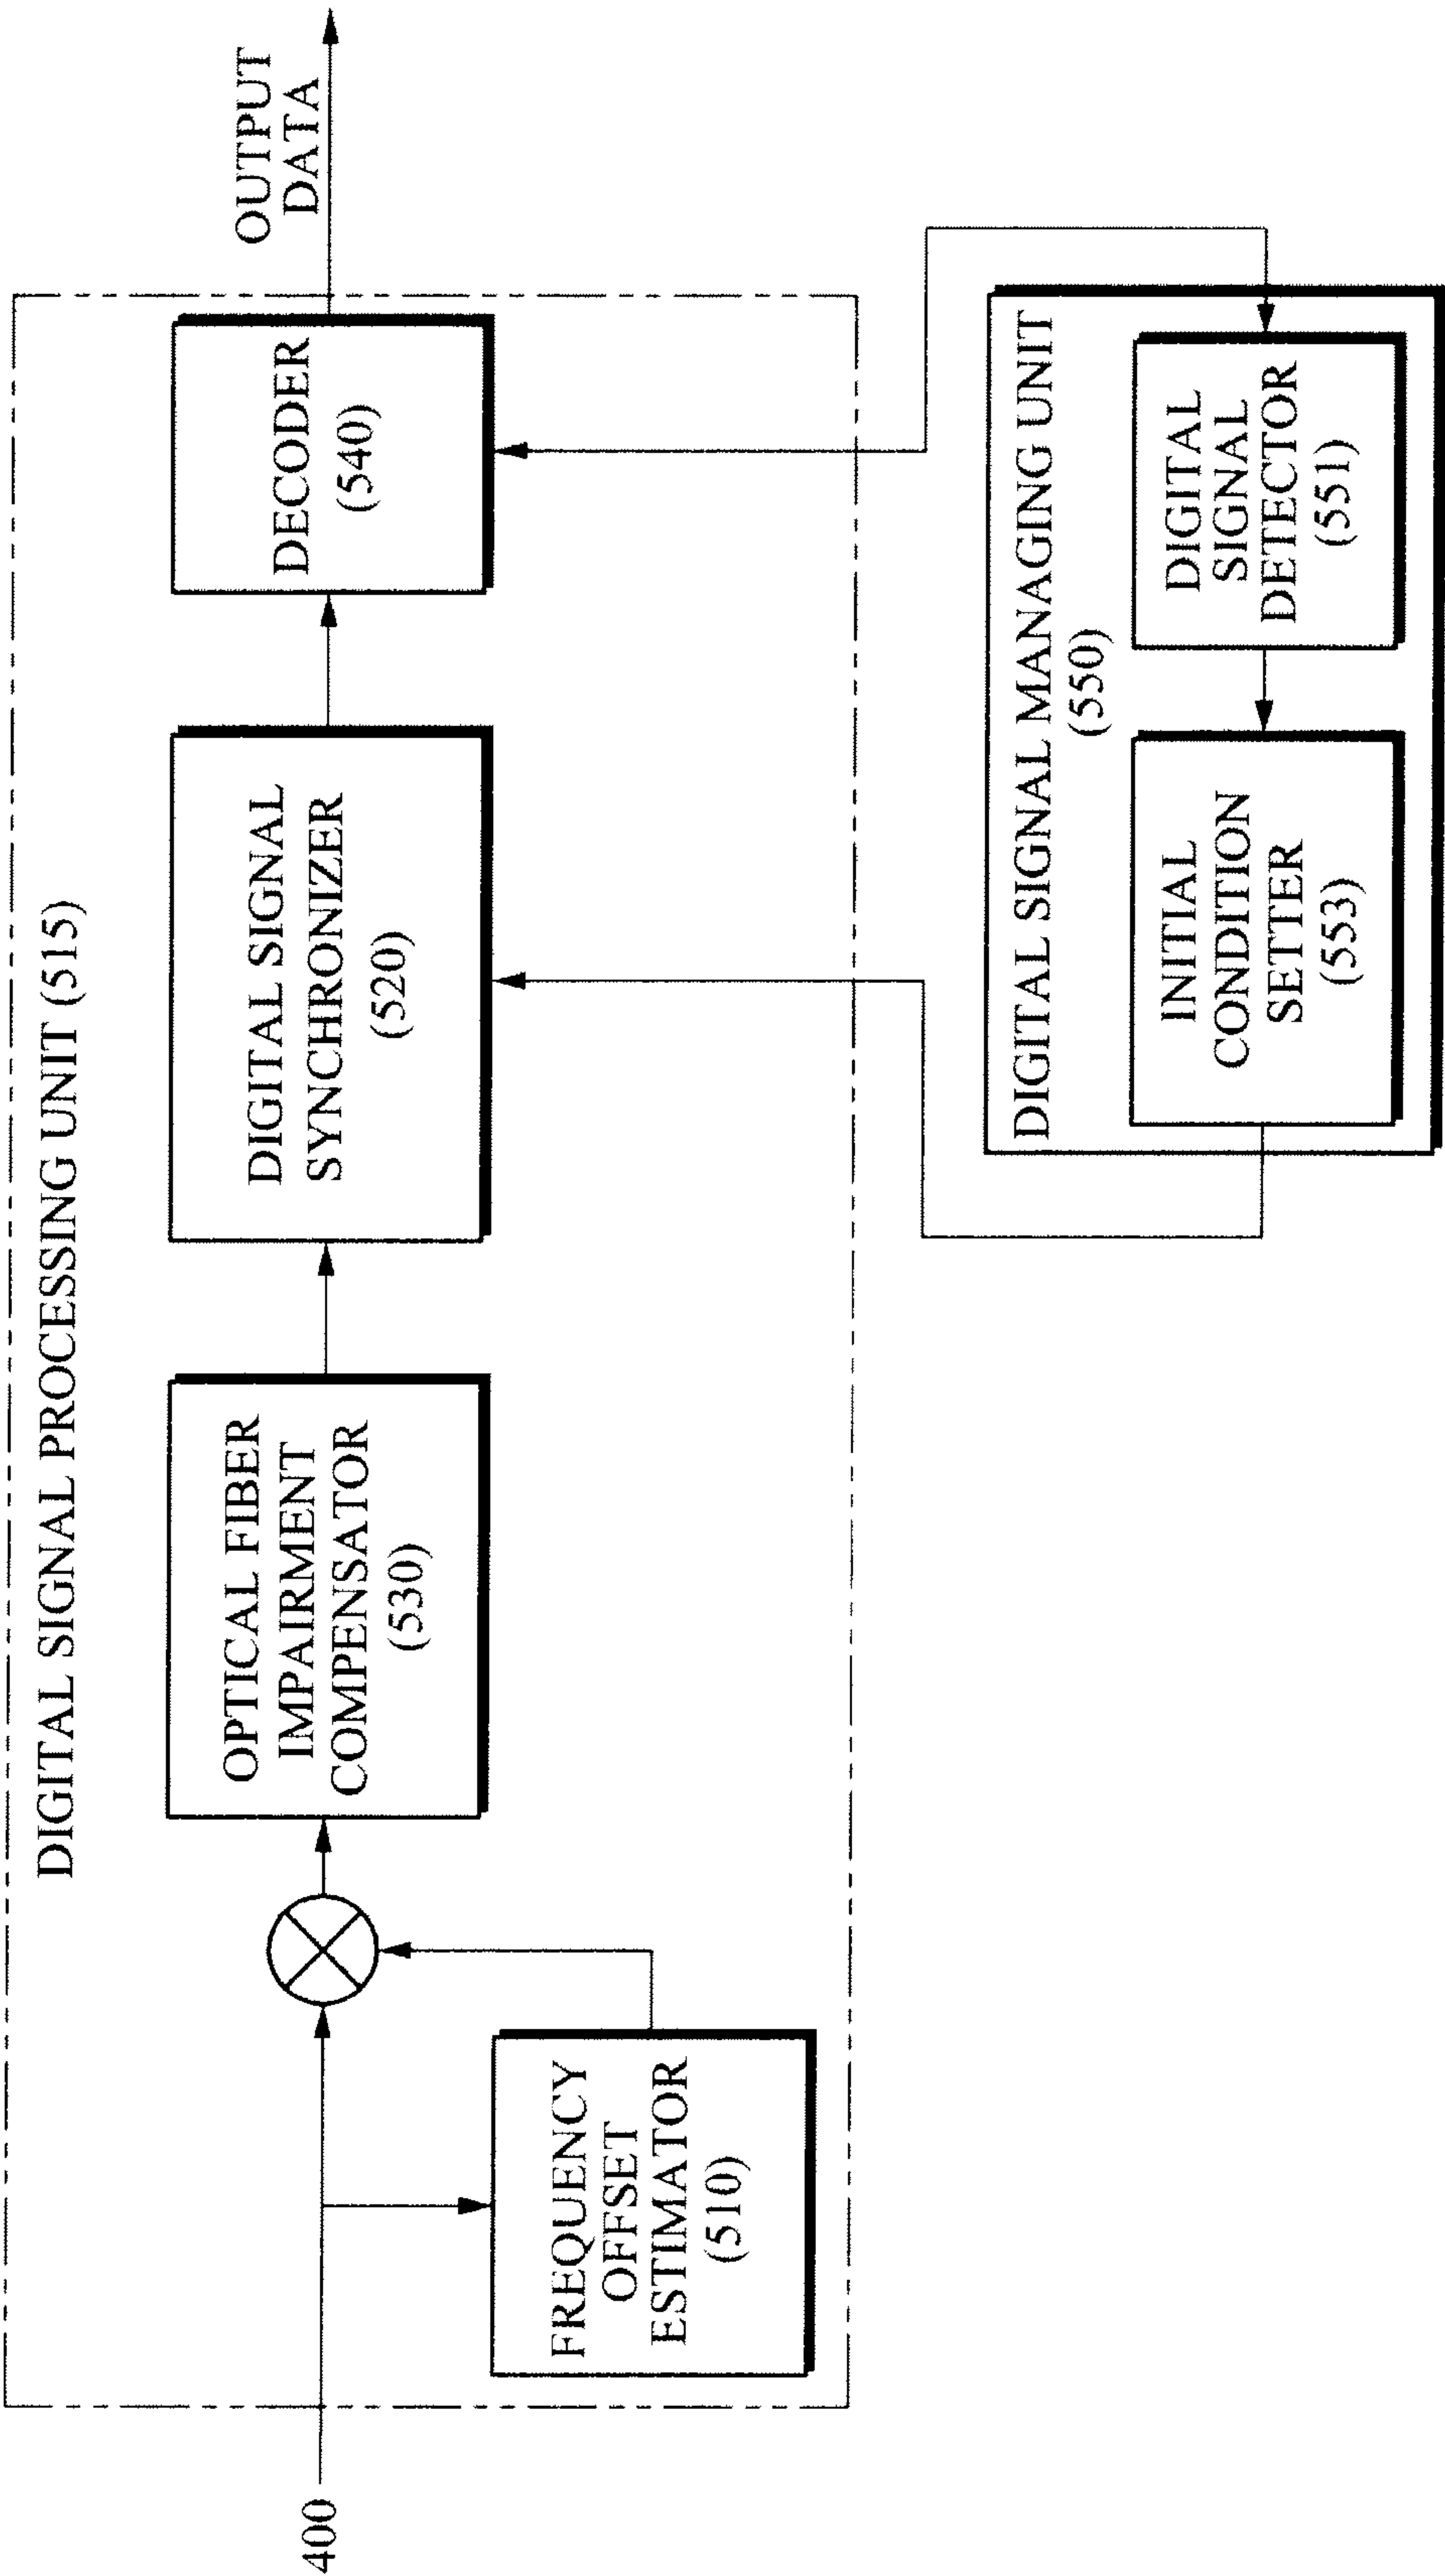 DIGITAL SIGNAL PROCESSING UNIT (515)
400
FREQUENCY
OFFSET
ESTIMATOR
(510)
OPTICAL FIBER
IMPAIRMENT
COMPENSATOR
(530)
DIGITAL SIGNAL
SYNCHRONIZER
(520)
DECODER
(540)
OUTPUT
DATA
DIGITAL SIGNAL MANAGING UNIT
(550)
INITIAL
CONDITION
SETTER
(553)
DIGITAL
SIGNAL
DETECTOR
(551)